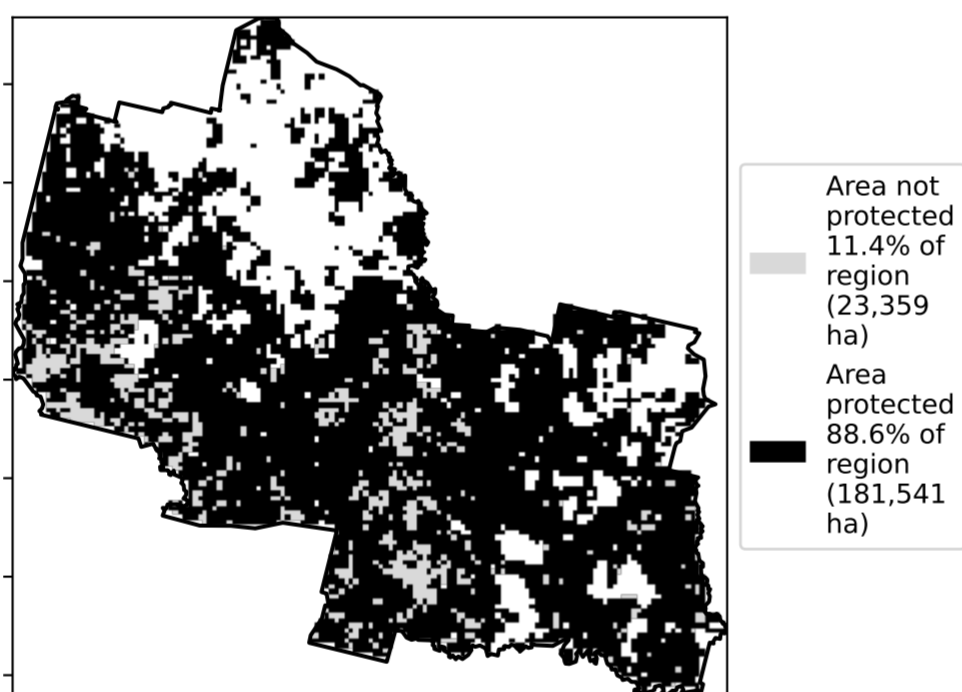 Area not
protected
11.4% of
region
(23,359
ha)
Area
protected
88.6% of
region
(181,541
ha)